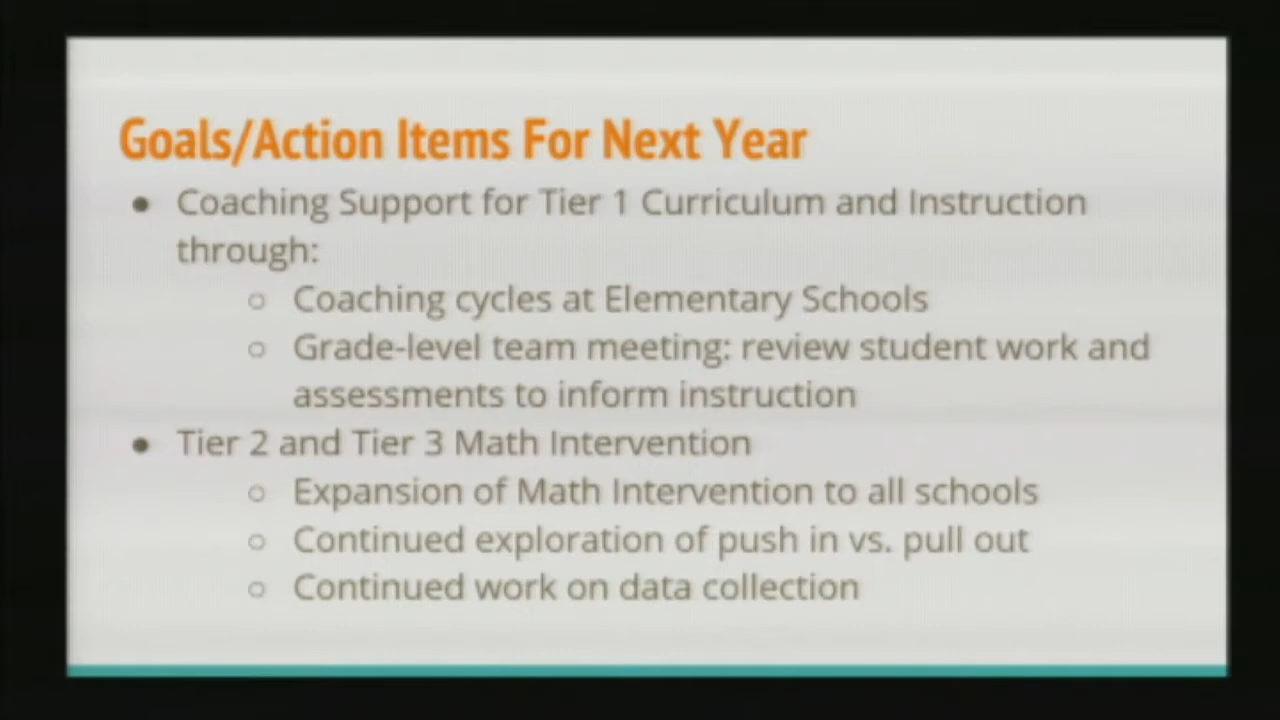 Goals/Action Items For Next Year
● Coaching Support for Tier 1 Curriculum and Instruction
through:
○ Coaching cycles at Elementary Schools
○ Grade-level team meeting: review student work and
assessments to inform instruction
● Tier 2 and Tier 3 Math Intervention
○ Expansion of Math Intervention to all schools
○ Continued exploration of push in vs. pull out
○ Continued work on data collection